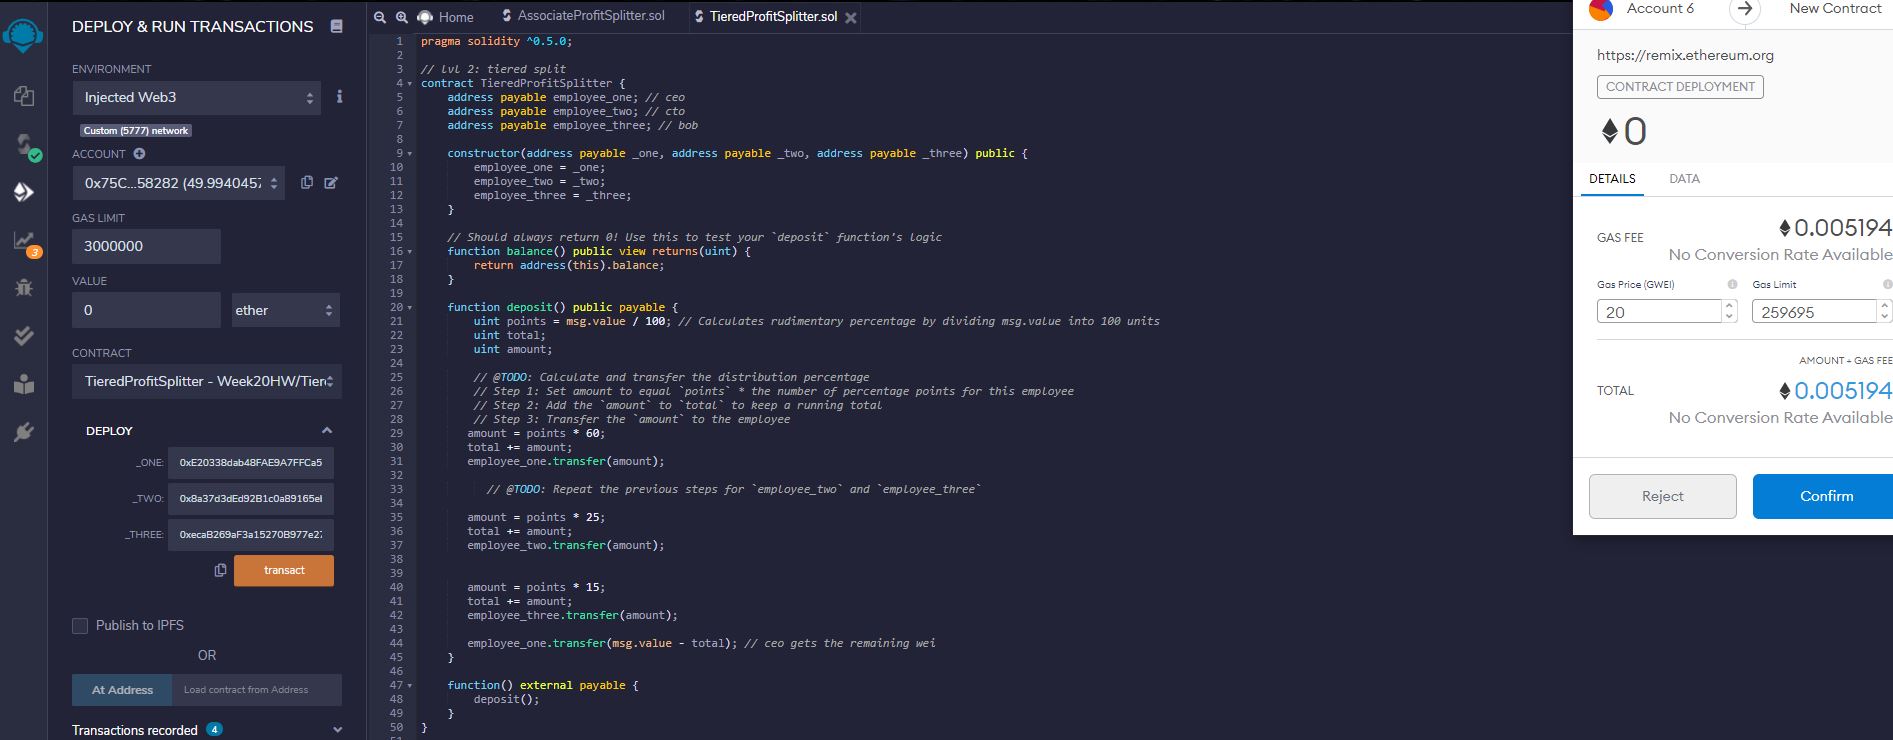 DEPLOY & RUN TRANSACTIONS
ENVIRONMENT
Injected Web3
Custom (5777) network
ACCOUNT
0x75C...58282 (49.9940457
GAS LIMIT
3000000
VALUE
0
ether
CONTRACT
TieredProfitSplitter - Week20HW/Tier
DEPLOY
_ONE: 0xE20338dab48FAE9A7FFCa5
_TWO: 0x8a37d3dEd92B1c0a89165e
_THREE: 0xecaB269aF3a15270B977e2
transact
Publish to IPFS
OR
At Address Load contract from Address
Transactions recorded 4
3
Home AssociateProfitSplitter.sol TieredProfitSplitter.sol
1 pragma solidity ^0.5.0;
2
3 // lvl 2: tiered split
4 contract TieredProfitSplitter {
5 address payable employee_one; // ceo
6 address payable employee_two; // cto
7 address payable employee_three; // bob
8
9 constructor(address payable _one, address payable _two, address payable _three) public {
10 employee_one = _one;
11 employee_two = _two;
12 employee_three = _three;
13 }
14
15 // Should always return 0! Use this to test your `deposit` function's logic
16 function balance() public view returns(uint) {
17 return address(this).balance;
18 }
19
20 function deposit() public payable {
21 uint points = msg.value / 100; // Calculates rudimentary percentage by dividing msg.value into 100 units
22 uint total;
23 uint amount;
24
25 // @TODO: Calculate and transfer the distribution percentage
26 // Step 1: Set amount to equal `points` * the number of percentage points for this employee
27 // Step 2: Add the `amount` to `total` to keep a running total
28 // Step 3: Transfer the `amount` to the employee
29 amount = points * 60;
30 total += amount;
31 employee_one.transfer(amount);
32
33 // @TODO: Repeat the previous steps for `employee_two` and `employee_three`
34
35 amount = points * 25;
36 total += amount;
37 employee_two.transfer(amount);
38
39
40 amount = points * 15;
41 total += amount;
42 employee_three.transfer(amount);
43
44 employee_one.transfer(msg.value - total); // ceo gets the remaining wei
45 }
46
47 function() external payable {
48 deposit();
49 }
50 }
Account 6 New Contract
https://remix.ethereum.org
CONTRACT DEPLOYMENT
0
DETAILS DATA
GAS FEE 0.005194
No Conversion Rate Available
Gas Price (GWEI) Gas Limit
20 259695
AMOUNT + GAS FEE
TOTAL 0.005194
No Conversion Rate Available
Reject Confirm